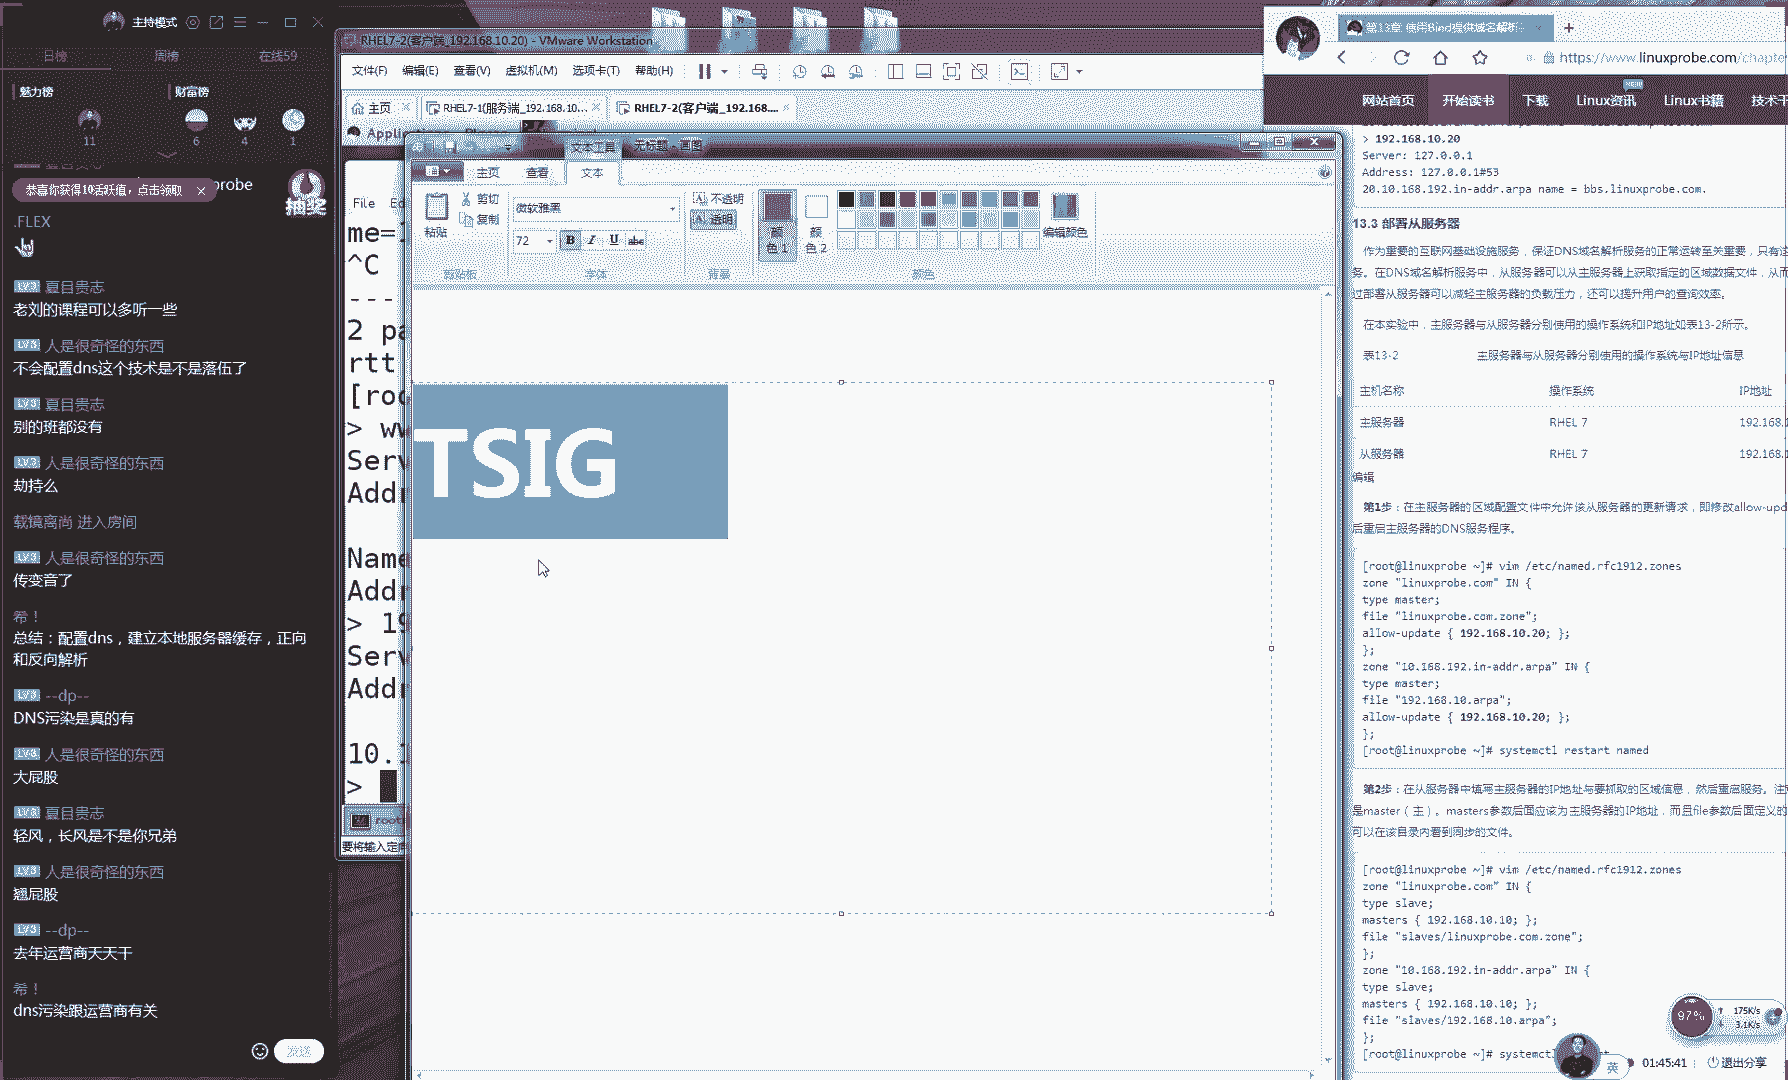 主持模式
日榜 周榜 在线59
魅力榜 财富榜
11 6 4 1
恭喜你获得10活跃值，点击领取 × probe
抽奖
.FLEX
LV3 夏目贵志
老刘的课程可以多听一些
LV3 人是很奇怪的东西
不会配置dns这个技术是不是落伍了
LV3 夏目贵志
别的班都没有
LV3 人是很奇怪的东西
劫持么
载镜离尚 进入房间
LV3 人是很奇怪的东西
传变音了
希！
总结：配置dns，建立本地服务器缓存，正向
和反向解析
LV3 --dp--
DNS污染是真的有
LV3 人是很奇怪的东西
大屁股
LV3 夏目贵志
轻风，长风是不是你兄弟
LV3 人是很奇怪的东西
翘屁股
LV3 --dp--
去年运营商天天干
希！
dns污染跟运营商有关
发送
RHEL7-2(客户端_192.168.10.20) - VMware Workstation
文件(F) 编辑(E) 查看(V) 虚拟机(M) 选项卡(T) 帮助(H)
主页 × RHEL7-1(服务端_192.168.10... × RHEL7-2(客户端_192.168.... ×
File
me=
^C
2 pa
rtt
[roo
> ww
Serv
Addr
Name
Addr
> 19
Serv
Addr
10.1
>
要将输入定向
文本工具 无标题 - 画图
主页 查看 文本
粘贴 剪切
复制
微软雅黑
72 B I U abc
不透明
透明
颜色 1 颜色 2 编辑颜色
剪贴板 字体 背景 颜色
TSIG
第13章 使用Bind提供域名解析
https://www.linuxprobe.com/chapte
网站首页 开始读书 下载 Linux资讯 NEW Linux书籍 技术干
> 192.168.10.20
Server: 127.0.0.1
Address: 127.0.0.1#53
20.10.168.192.in-addr.arpa name = bbs.linuxprobe.com.
13.3 部署从服务器
作为重要的互联网基础设施服务，保证DNS域名解析服务的正常运转至关重要，只有这
务。在DNS域名解析服务中，从服务器可以从主服务器上获取指定的区域数据文件，从而
过部署从服务器可以减轻主服务器的负载压力，还可以提升用户的查询效率。
在本实验中，主服务器与从服务器分别使用的操作系统和IP地址如表13-2所示。
表13-2 主服务器与从服务器分别使用的操作系统与IP地址信息
主机名称 操作系统 IP地址
主服务器 RHEL 7 192.168.1
从服务器 RHEL 7 192.168.1
编辑
第1步：在主服务器的区域配置文件中允许该从服务器的更新请求，即修改allow-upd
后重启主服务器的DNS服务程序。
[root@linuxprobe ~]# vim /etc/named.rfc1912.zones
zone "linuxprobe.com" IN {
type master;
file "linuxprobe.com.zone";
allow-update { 192.168.10.20; };
};
zone "10.168.192.in-addr.arpa" IN {
type master;
file "192.168.10.arpa";
allow-update { 192.168.10.20; };
};
[root@linuxprobe ~]# systemctl restart named
第2步：在从服务器中填写主服务器的IP地址与要抓取的区域信息，然后重启服务。注意
是master（主）。masters参数后面应该为主服务器的IP地址，而且file参数后面定义的
可以在该目录内看到同步的文件。
[root@linuxprobe ~]# vim /etc/named.rfc1912.zones
zone "linuxprobe.com" IN {
type slave;
masters { 192.168.10.10; };
file "slaves/linuxprobe.com.zone";
};
zone "10.168.192.in-addr.arpa" IN {
type slave;
masters { 192.168.10.10; };
file "slaves/192.168.10.arpa";
};
[root@linuxprobe ~]# systemc
97% 175K/s
3.1K/s
英 01:45:41 退出分享